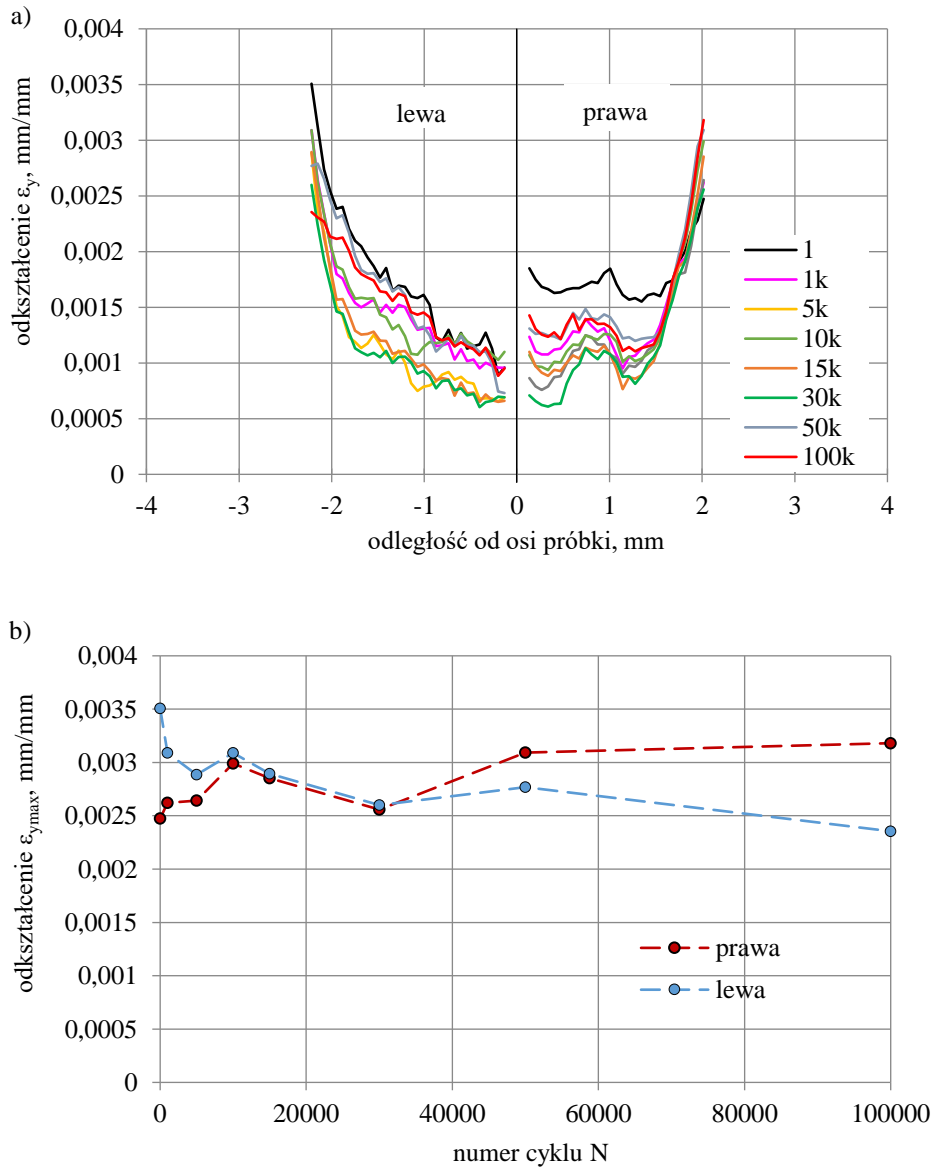 a)
0,004
0,0035
0,003
0,0025
0,002
0,0015
0,001
0,0005
0
odkształcenie εy, mm/mm
lewa
prawa
1
1k
5k
10k
15k
30k
50k
100k
-4 -3 -2 -1 0 1 2 3 4
odległość od osi próbki, mm
b)
0,004
0,0035
0,003
0,0025
0,002
0,0015
0,001
0,0005
0
odkształcenie εymax, mm/mm
prawa
lewa
0 20000 40000 60000 80000 100000
numer cyklu N